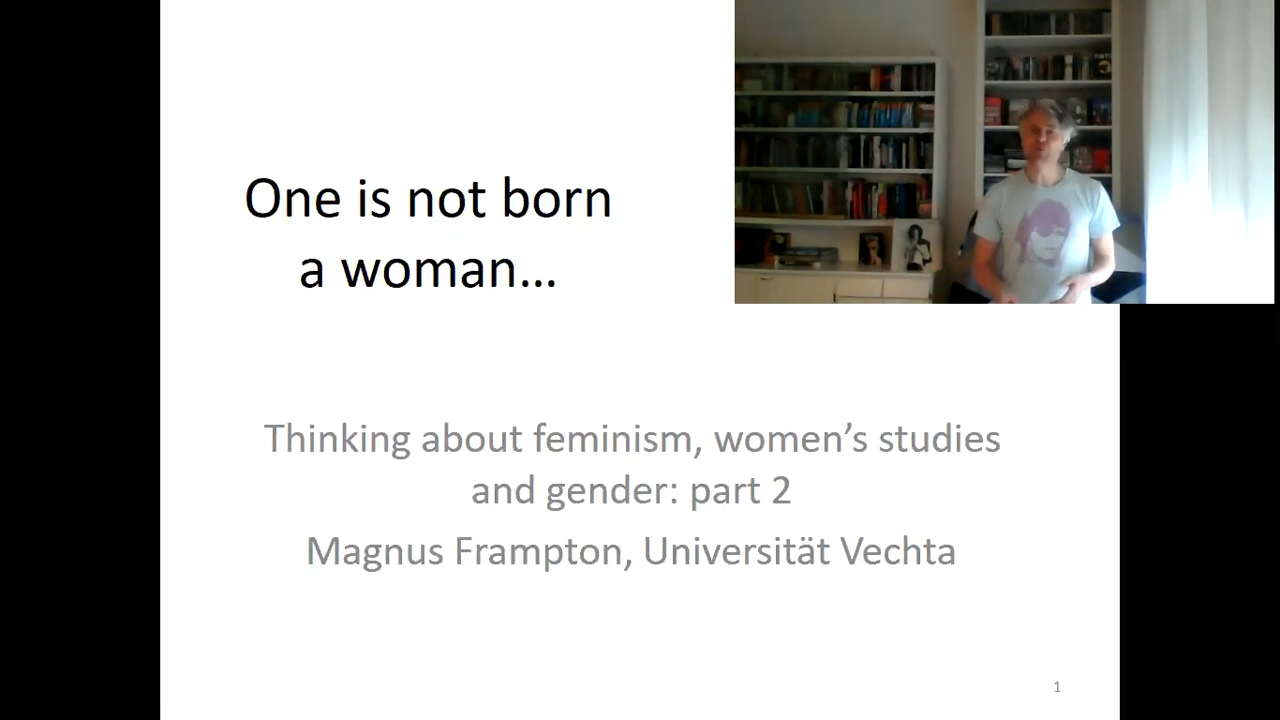 One is not born
a woman…
Thinking about feminism, women’s studies
and gender: part 2
Magnus Frampton, Universität Vechta
1